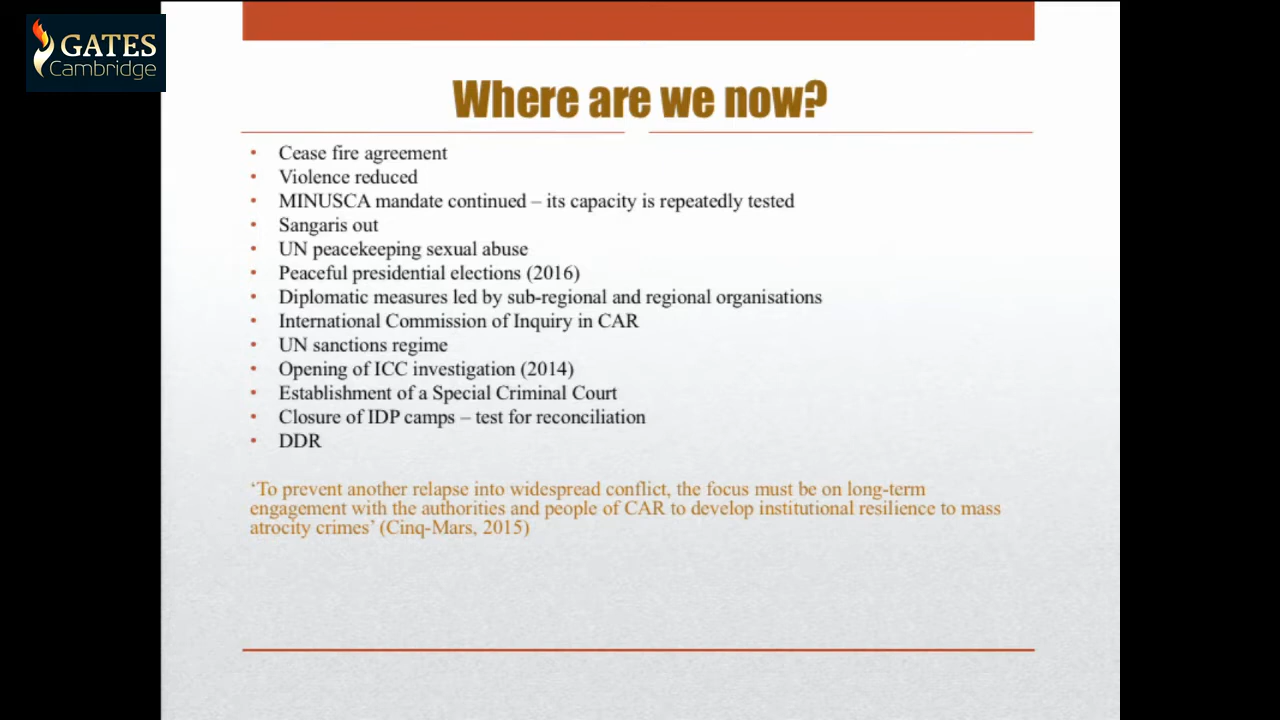 GATES
Cambridge
Where are we now?
• Cease fire agreement
• Violence reduced
• MINUSCA mandate continued – its capacity is repeatedly tested
• Sangaris out
• UN peacekeeping sexual abuse
• Peaceful presidential elections (2016)
• Diplomatic measures led by sub-regional and regional organisations
• International Commission of Inquiry in CAR
• UN sanctions regime
• Opening of ICC investigation (2014)
• Establishment of a Special Criminal Court
• Closure of IDP camps – test for reconciliation
• DDR
‘To prevent another relapse into widespread conflict, the focus must be on long-term
engagement with the authorities and people of CAR to develop institutional resilience to mass
atrocity crimes’ (Cinq-Mars, 2015)